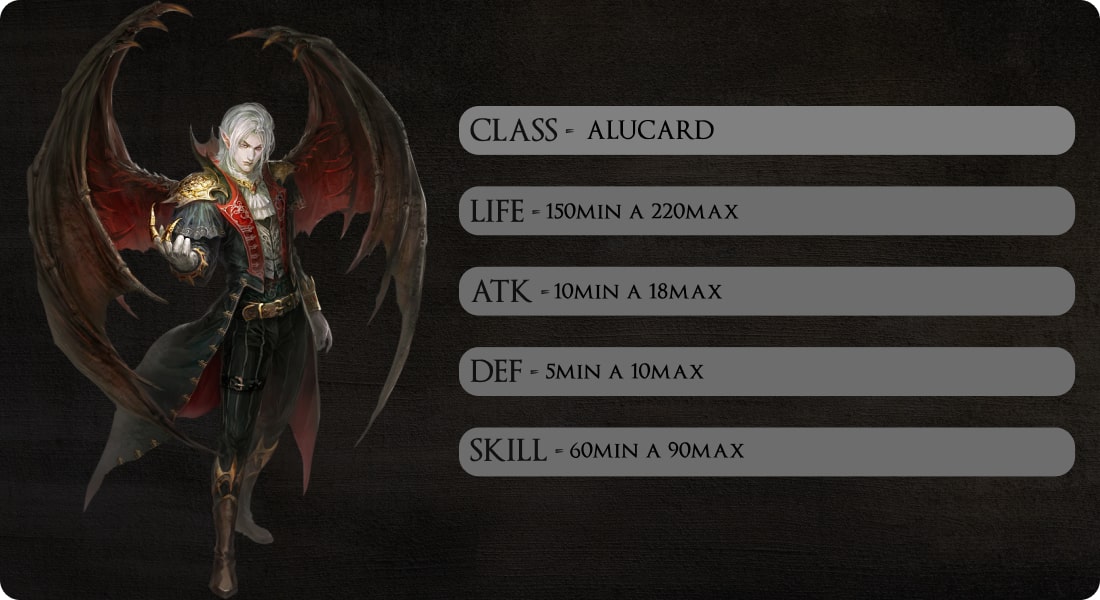 CLASS = ALUCARD
LIFE = 150MIN A 220MAX
ATK = 10MIN A 18MAX
DEF = 5MIN A 10MAX
SKILL = 60MIN A 90MAX